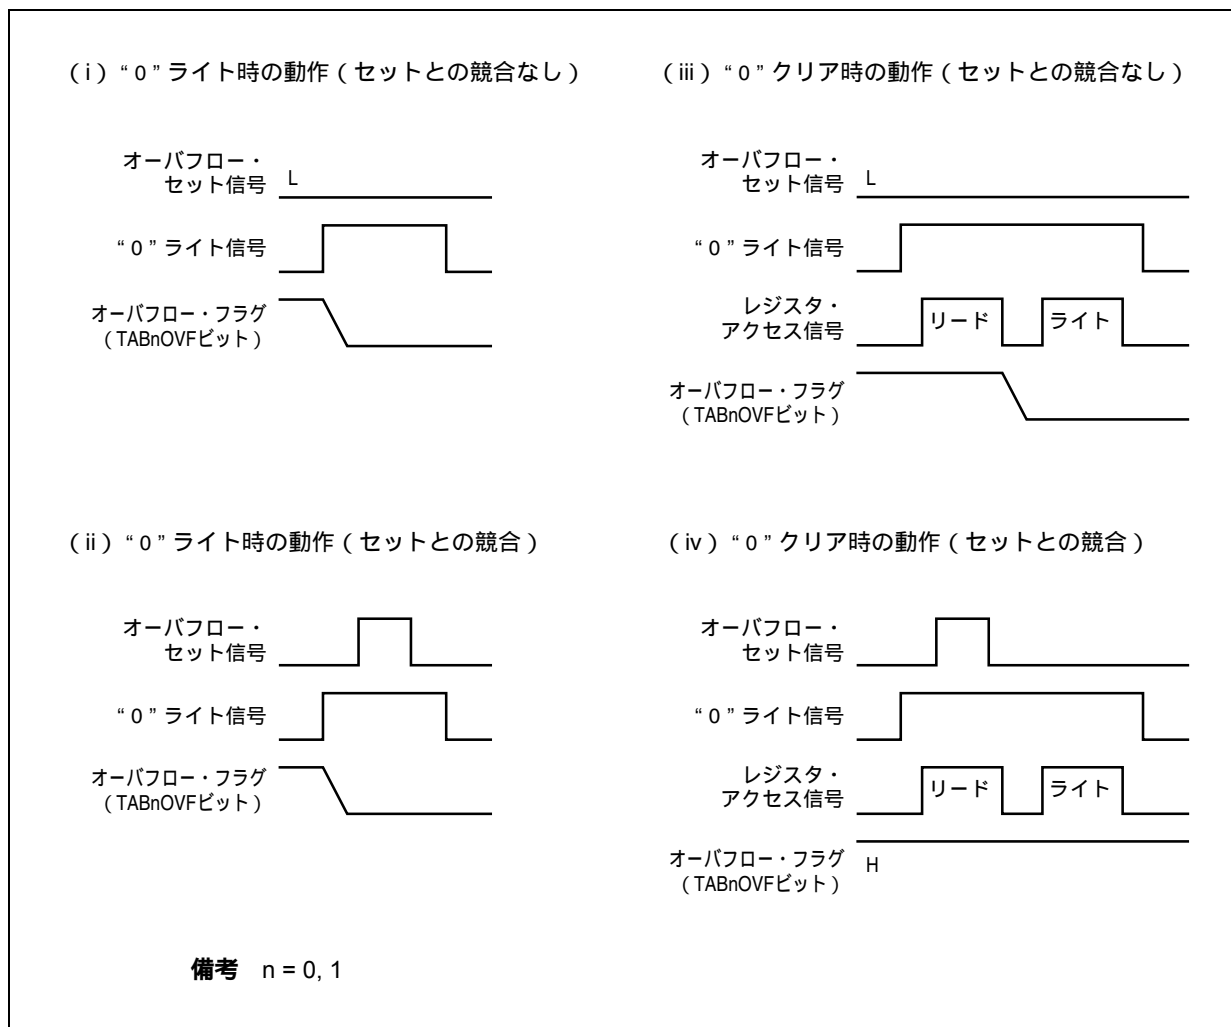 （i）“0”ライト時の動作（セットとの競合なし）
オーバフロー・
セット信号
L
“0”ライト信号
オーバフロー・フラグ
（TABnOVFビット）
（iii）“0”クリア時の動作（セットとの競合なし）
オーバフロー・
セット信号
L
“0”ライト信号
レジスタ・
アクセス信号
リード
ライト
オーバフロー・フラグ
（TABnOVFビット）
（ii）“0”ライト時の動作（セットとの競合）
オーバフロー・
セット信号
“0”ライト信号
オーバフロー・フラグ
（TABnOVFビット）
（iv）“0”クリア時の動作（セットとの競合）
オーバフロー・
セット信号
“0”ライト信号
レジスタ・
アクセス信号
リード
ライト
オーバフロー・フラグ
（TABnOVFビット）
H
備考　n = 0, 1